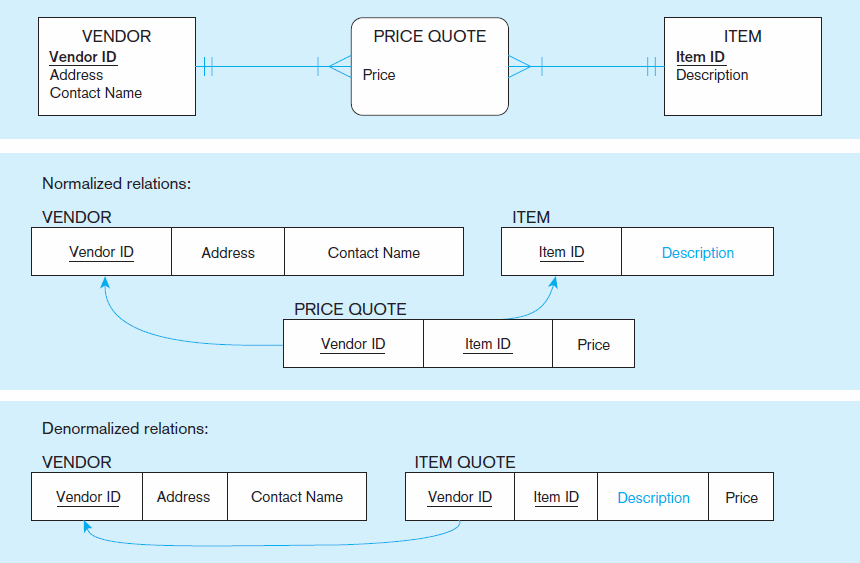 VENDOR
Vendor ID
Address
Contact Name
PRICE QUOTE
Price
ITEM
Item ID
Description
Normalized relations:
VENDOR
Vendor ID Address Contact Name
ITEM
Item ID Description
PRICE QUOTE
Vendor ID Item ID Price
Denormalized relations:
VENDOR
Vendor ID Address Contact Name
ITEM QUOTE
Vendor ID Item ID Description Price